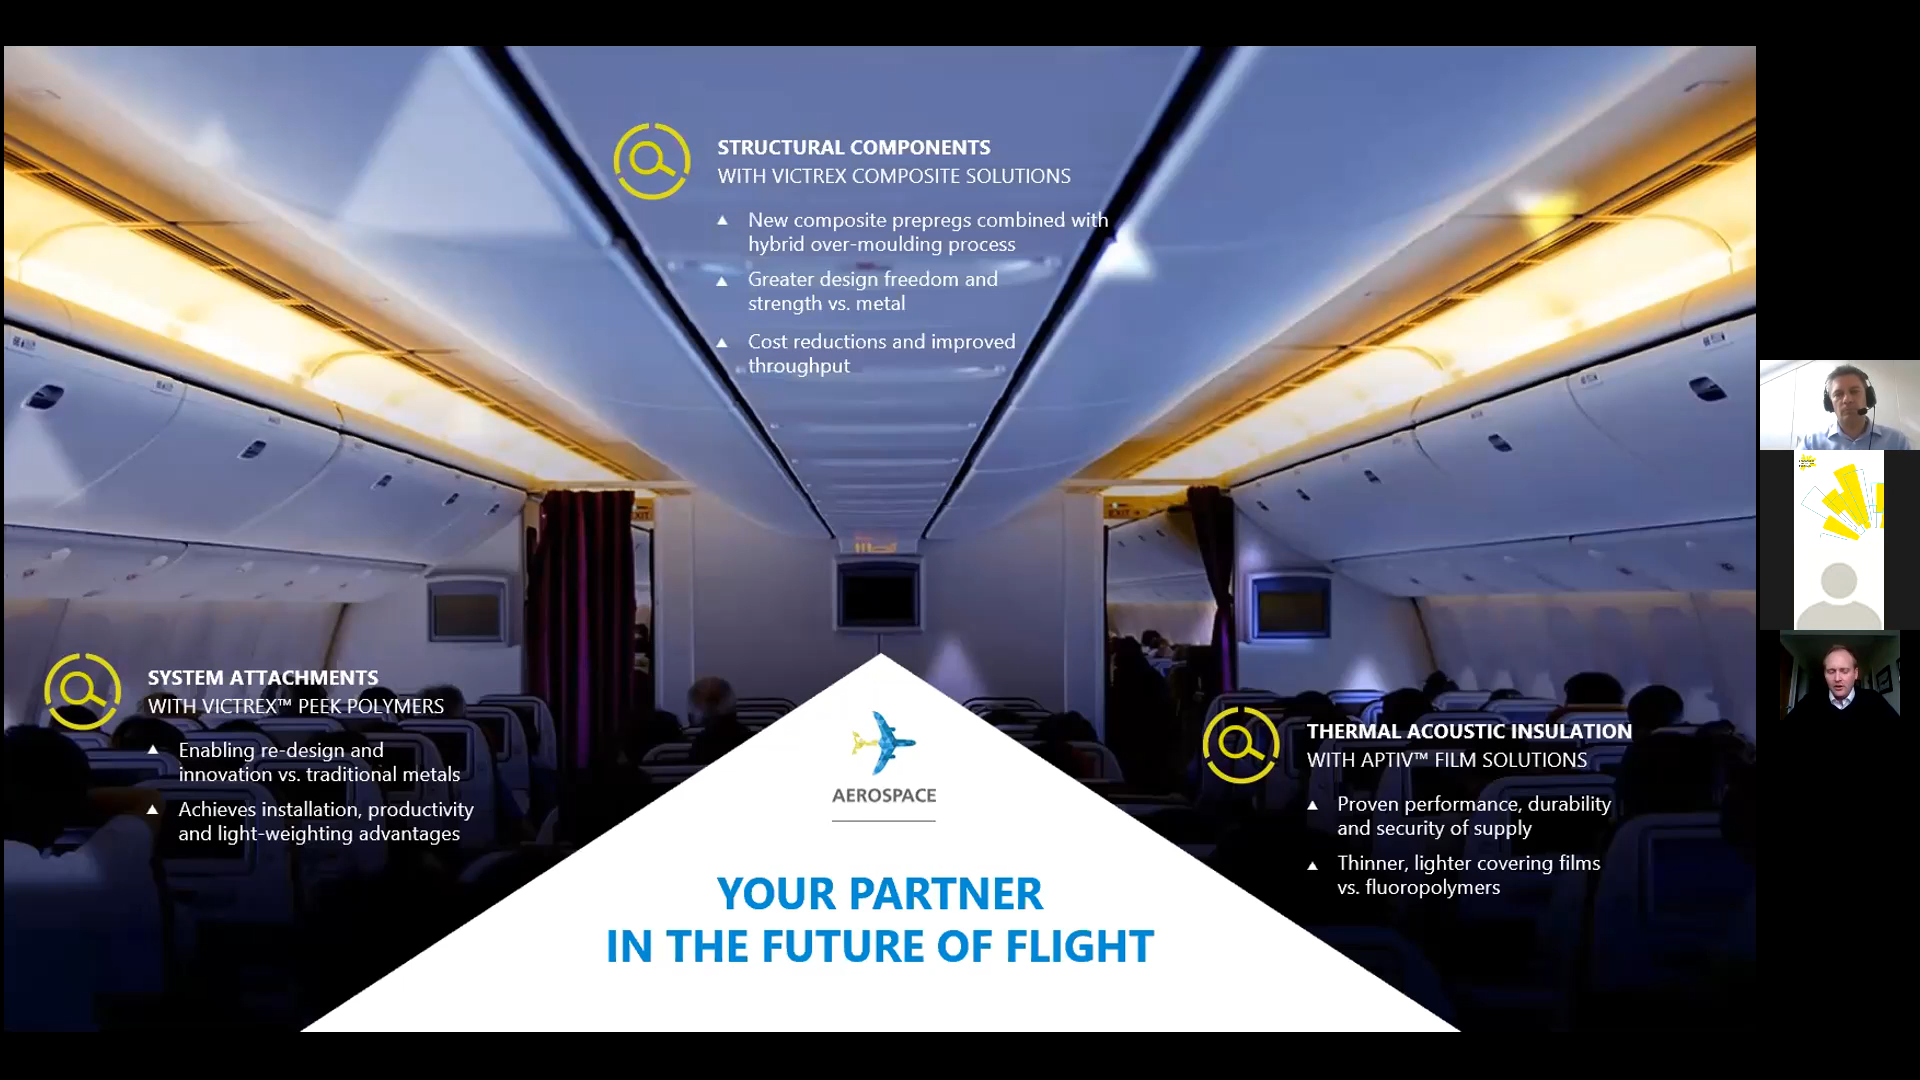 STRUCTURAL COMPONENTS
WITH VICTREX COMPOSITE SOLUTIONS
New composite prepregs combined with
hybrid over-moulding process
Greater design freedom and
strength vs. metal
Cost reductions and improved
throughput
EXIT
EXIT
SYSTEM ATTACHMENTS
WITH VICTREX™ PEEK POLYMERS
Enabling re-design and
innovation vs. traditional metals
Achieves installation, productivity
and light-weighting advantages
THERMAL ACOUSTIC INSULATION
WITH APTIV™ FILM SOLUTIONS
Proven performance, durability
and security of supply
Thinner, lighter covering films
vs. fluoropolymers
AEROSPACE
YOUR PARTNER
IN THE FUTURE OF FLIGHT